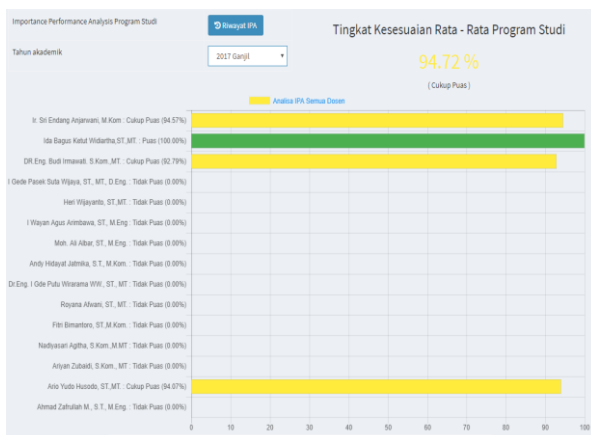 Importance Performance Analysis Program Studi
Riwayat IPA
Tahun akademik
2017 Ganjil
Tingkat Kesesuaian Rata - Rata Program Studi
94.72 %
( Cukup Puas )
Analisa IPA Semua Dosen
Ir. Sri Endang Anjarwani, M.Kom : Cukup Puas (94.57%)
Ida Bagus Ketut Widiartha,ST.,MT. : Puas (100.00%)
DR.Eng. Budi Irmawati. S.Kom.,MT. : Cukup Puas (92.79%)
I Gede Pasek Suta Wijaya, ST., MT., D.Eng. : Tidak Puas (0.00%)
Heri Wijayanto, ST.,MT. : Tidak Puas (0.00%)
I Wayan Agus Arimbawa, ST., M.Eng : Tidak Puas (0.00%)
Moh. Ali Albar, ST., M.Eng. : Tidak Puas (0.00%)
Andy Hidayat Jatmika, S.T., M.Kom. : Tidak Puas (0.00%)
Dr.Eng. I Gde Putu Wirarama WW., ST., MT : Tidak Puas (0.00%)
Royana Afwani, ST., MT. : Tidak Puas (0.00%)
Fitri Bimantoro, ST.,M.Kom. : Tidak Puas (0.00%)
Nadiyasari Agitha, S.Kom.,M.MT : Tidak Puas (0.00%)
Ariyan Zubaidi, S.Kom., MT : Tidak Puas (0.00%)
Ario Yudo Husodo, ST.,MT. : Cukup Puas (94.07%)
Ahmad Zafrullah M., S.T., M.Eng. : Tidak Puas (0.00%)
0 10 20 30 40 50 60 70 80 90 100